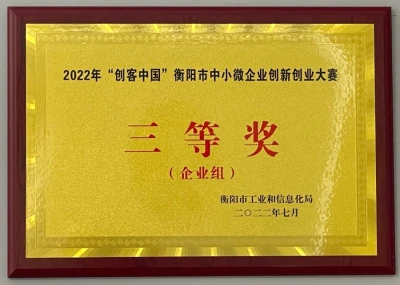 2022年“创客中国”衡阳市中小微企业创新创业大赛
三等奖
（企业组）
衡阳市工业和信息化局
二〇二二年七月